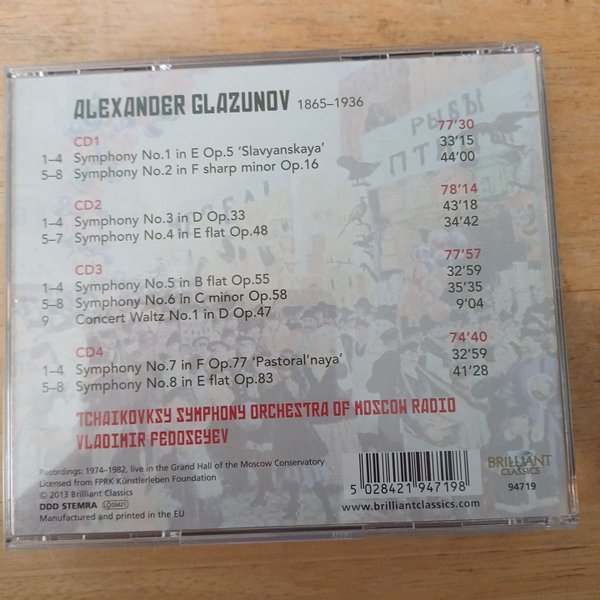 ALEXANDER GLAZUNOV 1865–1936
CD1 77'30
1–4 Symphony No.1 in E Op.5 'Slavyanskaya' 33'15
5–8 Symphony No.2 in F sharp minor Op.16 44'00
CD2 78'14
1–4 Symphony No.3 in D Op.33 43'18
5–7 Symphony No.4 in E flat Op.48 34'42
CD3 77'57
1–4 Symphony No.5 in B flat Op.55 32'59
5–8 Symphony No.6 in C minor Op.58 35'35
9 Concert Waltz No.1 in D Op.47 9'04
CD4 74'40
1–4 Symphony No.7 in F Op.77 'Pastoral'naya' 32'59
5–8 Symphony No.8 in E flat Op.83 41'28
TCHAIKOVKSY SYMPHONY ORCHESTRA OF MOSCOW RADIO
VLADIMIR FEDOSEYEV
Recordings: 1974–1982, live in the Grand Hall of the Moscow Conservatory
Licensed from FPRK Künstlerleben Foundation
© 2013 Brilliant Classics
DDD STEMRA
Manufactured and printed in the EU
5 028421 947198
www.brilliantclassics.com
BRILLIANT
CLASSICS
94719
РЫБЫ